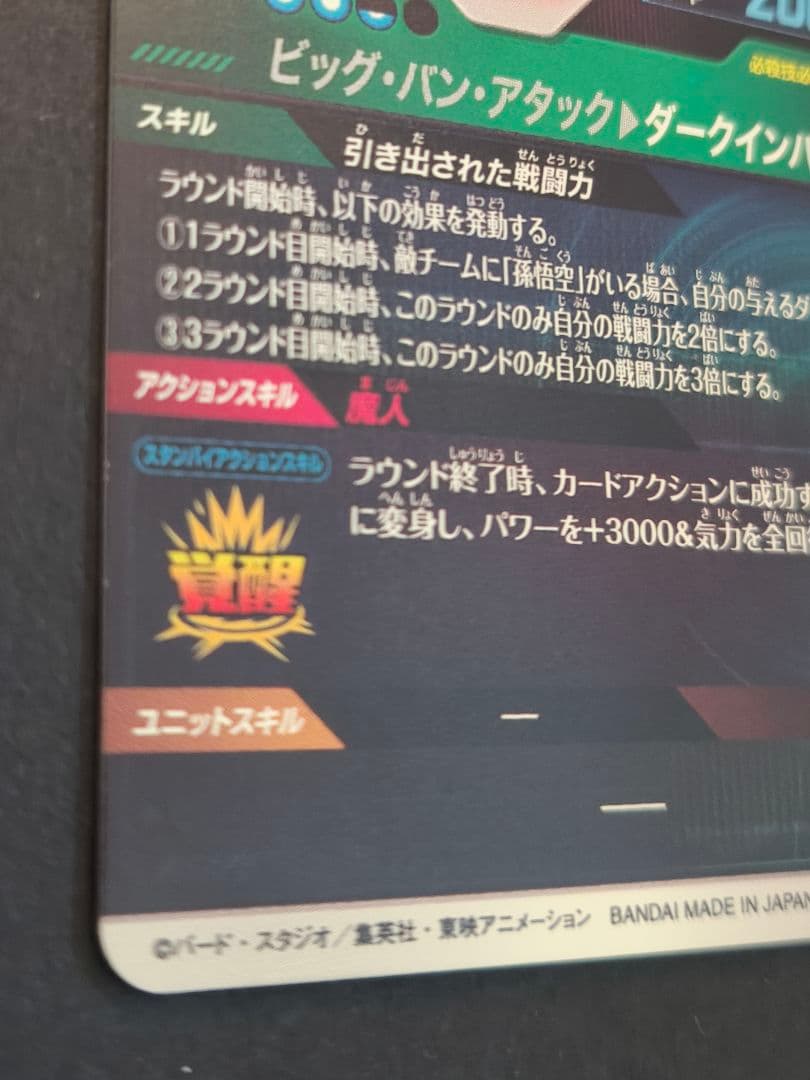 必殺技必
ビッグ・バン・アタック▶ダークインパ
スキル
引き出された戦闘力
ラウンド開始時、以下の効果を発動する。
①1ラウンド目開始時、敵チームに「孫悟空」がいる場合、自分の与えるダ
②2ラウンド目開始時、このラウンドのみ自分の戦闘力を2倍にする。
③3ラウンド目開始時、このラウンドのみ自分の戦闘力を3倍にする。
アクションスキル
魔人
スタンバイアクションスキル
ラウンド終了時、カードアクションに成功す
に変身し、パワーを+3000&気力を全回
覚醒
ユニットスキル
—
—
©バード・スタジオ/集英社・東映アニメーション BANDAI MADE IN JAPAN